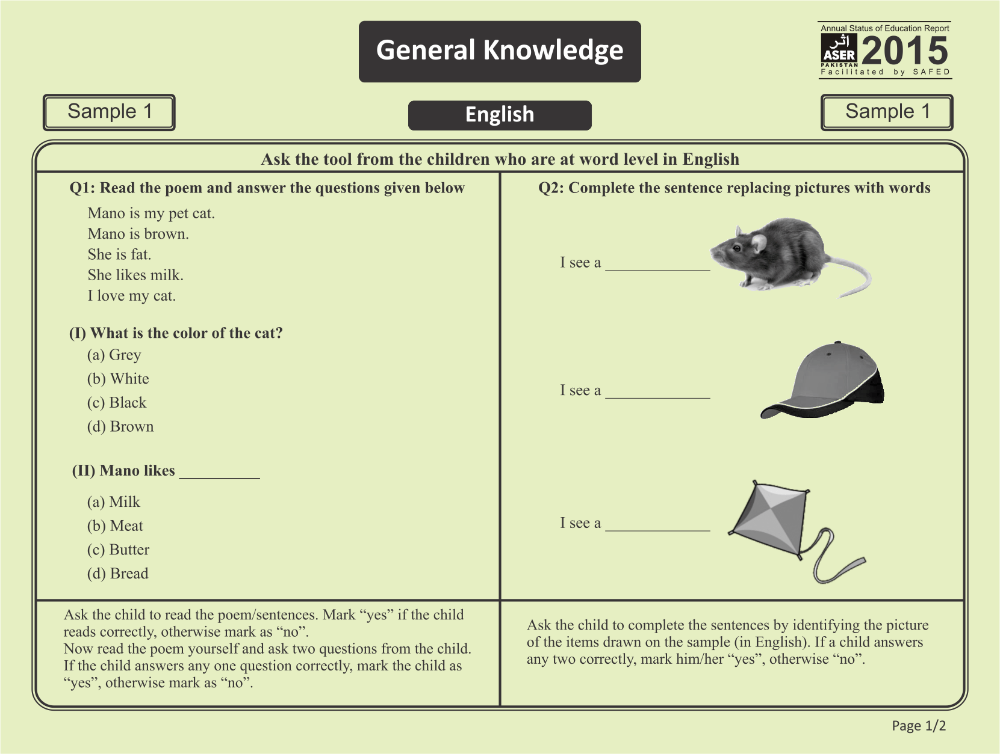 General Knowledge
Annual Status of Education Report
اثر
ASER
PAKISTAN
2015
Facilitated by SAFED
Sample 1
English
Sample 1
Ask the tool from the children who are at word level in English
Q1: Read the poem and answer the questions given below
Mano is my pet cat.
Mano is brown.
She is fat.
She likes milk.
I love my cat.
(I) What is the color of the cat?
(a) Grey
(b) White
(c) Black
(d) Brown
(II) Mano likes __________
(a) Milk
(b) Meat
(c) Butter
(d) Bread
Ask the child to read the poem/sentences. Mark “yes” if the child
reads correctly, otherwise mark as “no”.
Now read the poem yourself and ask two questions from the child.
If the child answers any one question correctly, mark the child as
“yes”, otherwise mark as “no”.
Q2: Complete the sentence replacing pictures with words
I see a _____________
I see a _____________
I see a _____________
Ask the child to complete the sentences by identifying the picture
of the items drawn on the sample (in English). If a child answers
any two correctly, mark him/her “yes”, otherwise “no”.
Page 1/2